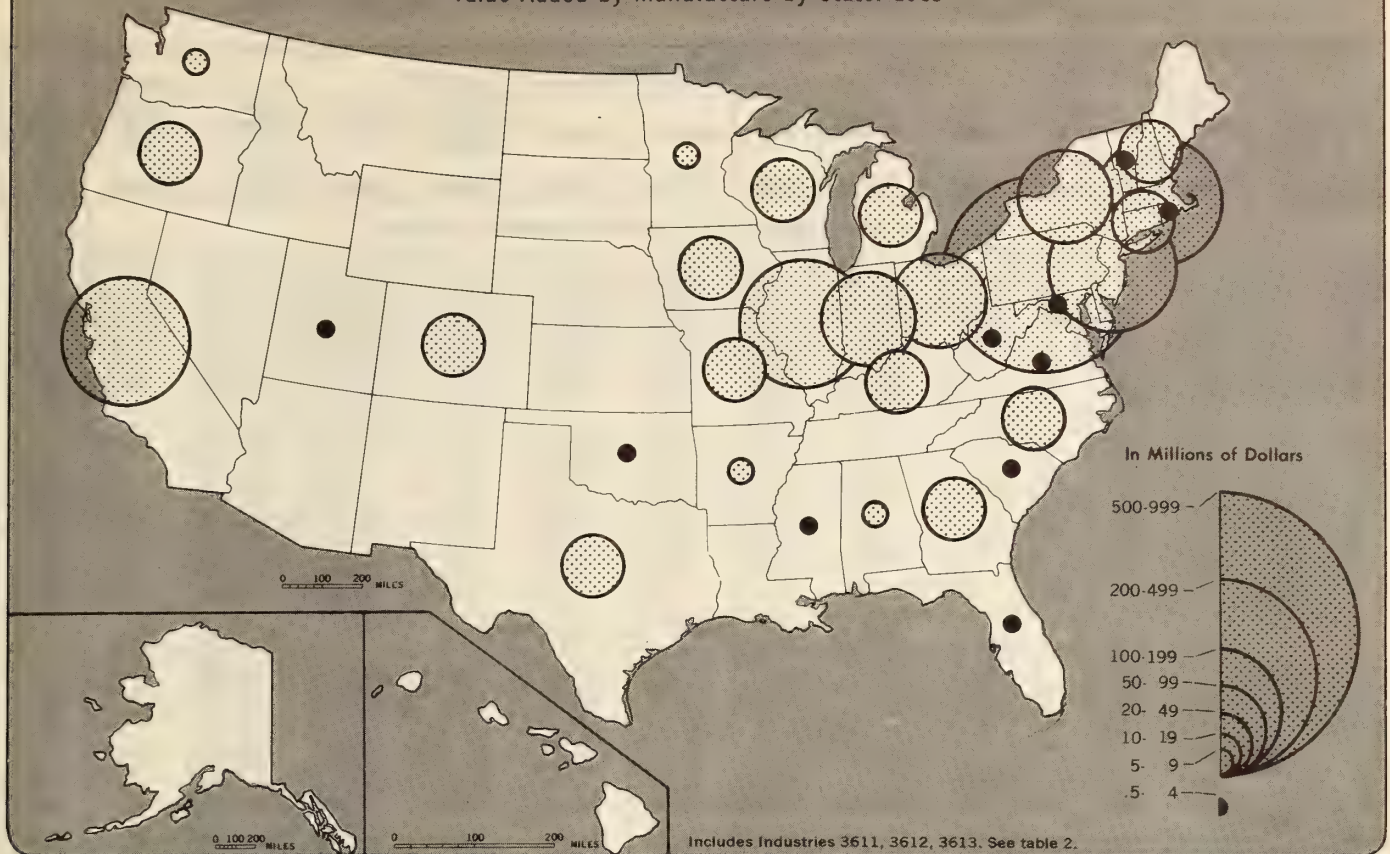 In Millions of Dollars
500-999
200-499
100-199
50- 99
20- 49
10- 19
5- 9
.5- 4
0 100 200 MILES
0 100 200 MILES
0 100 200 MILES
Includes Industries 3611, 3612, 3613. See table 2.